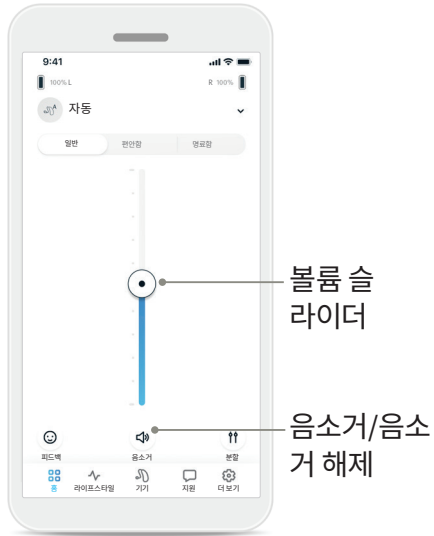 9:41
100% L
R 100%
자동
일반 편안함 명료함
볼륨 슬
라이더
음소거/음소
거 해제
피드백 음소거 분할
홈 라이프스타일 기기 지원 더 보기